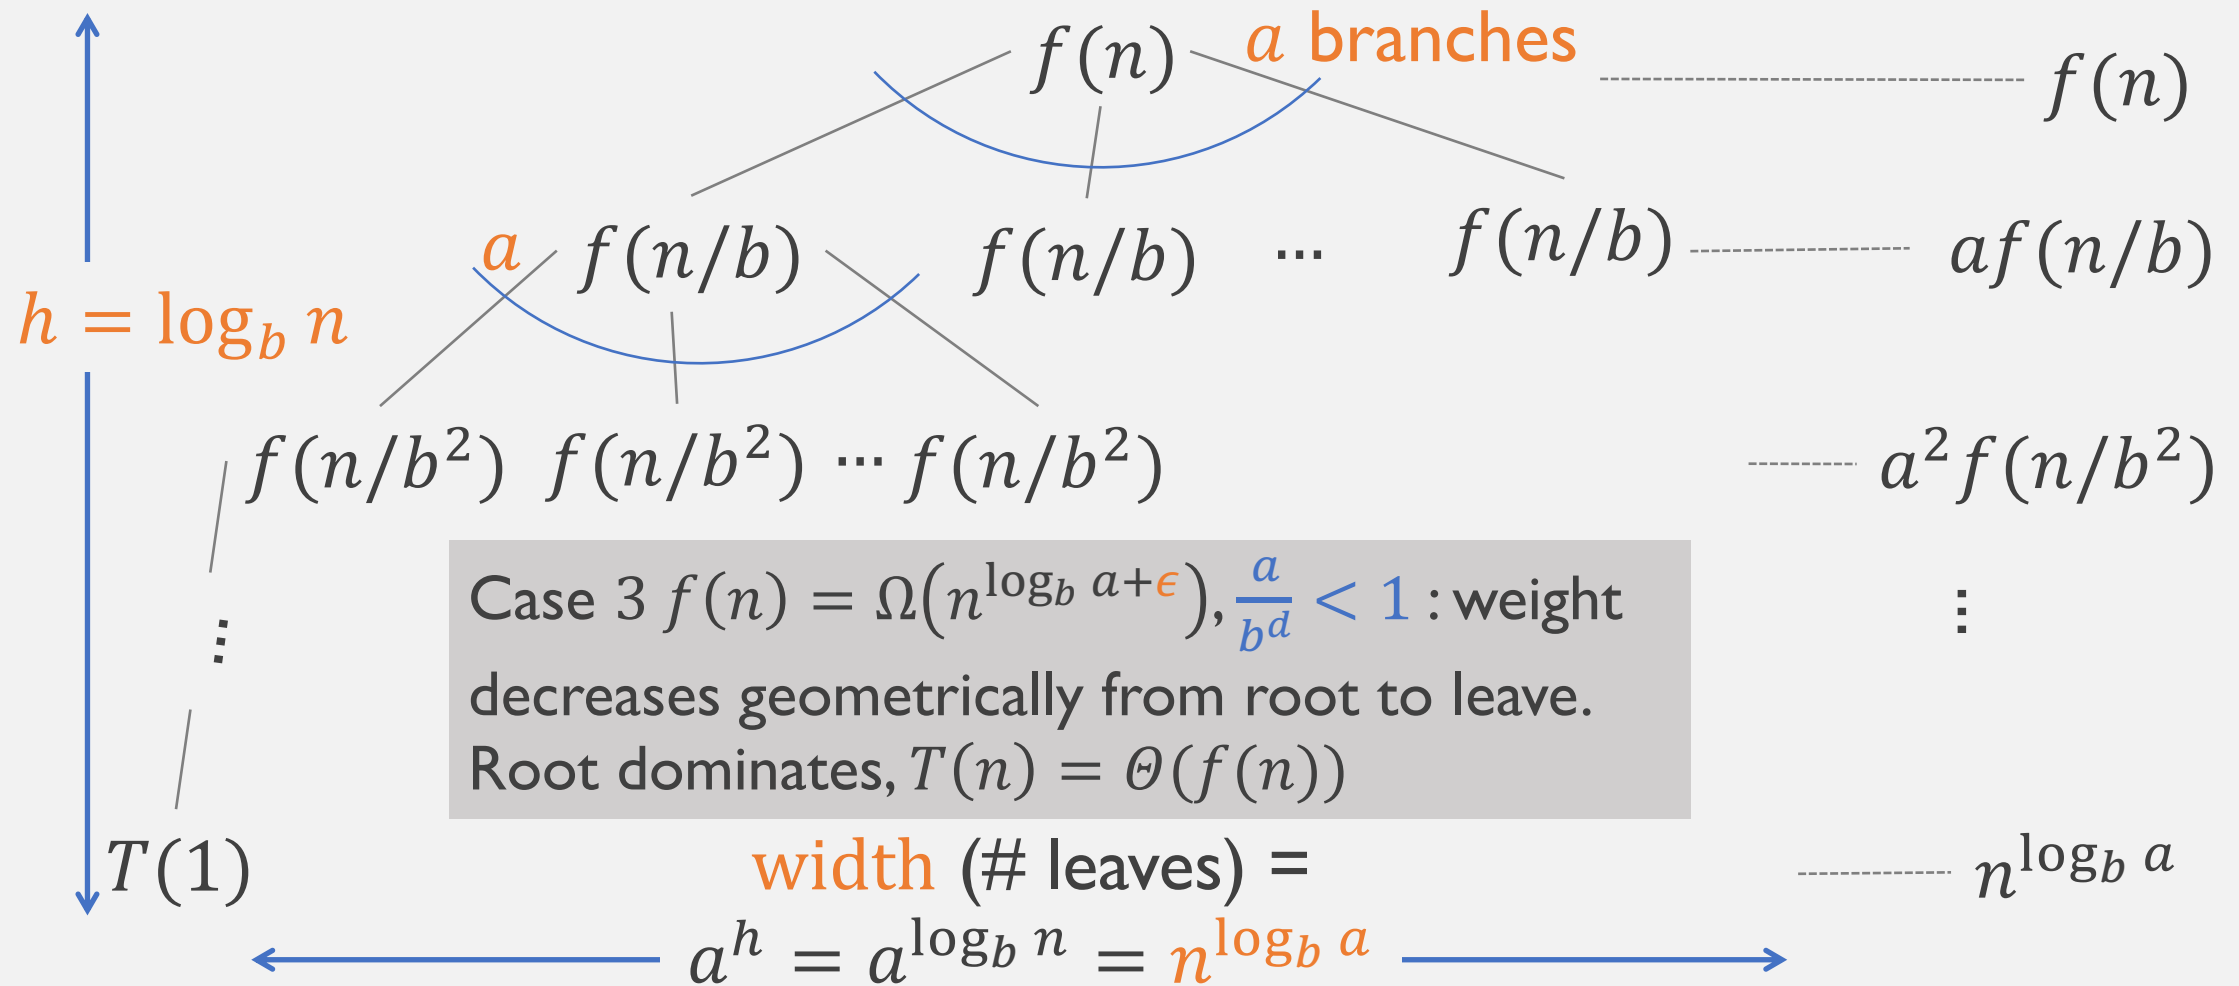 f(n) a branches f(n)
a f(n/b) f(n/b) ... f(n/b) af(n/b)
h = log_b n
f(n/b²) f(n/b²) ... f(n/b²) a²f(n/b²)
Case 3 f(n) = Ω(n^{log_b a+ϵ}), a/b^d < 1 : weight
decreases geometrically from root to leave.
Root dominates, T(n) = Θ(f(n))
T(1) width (# leaves) = n^{log_b a}
a^h = a^{log_b n} = n^{log_b a}